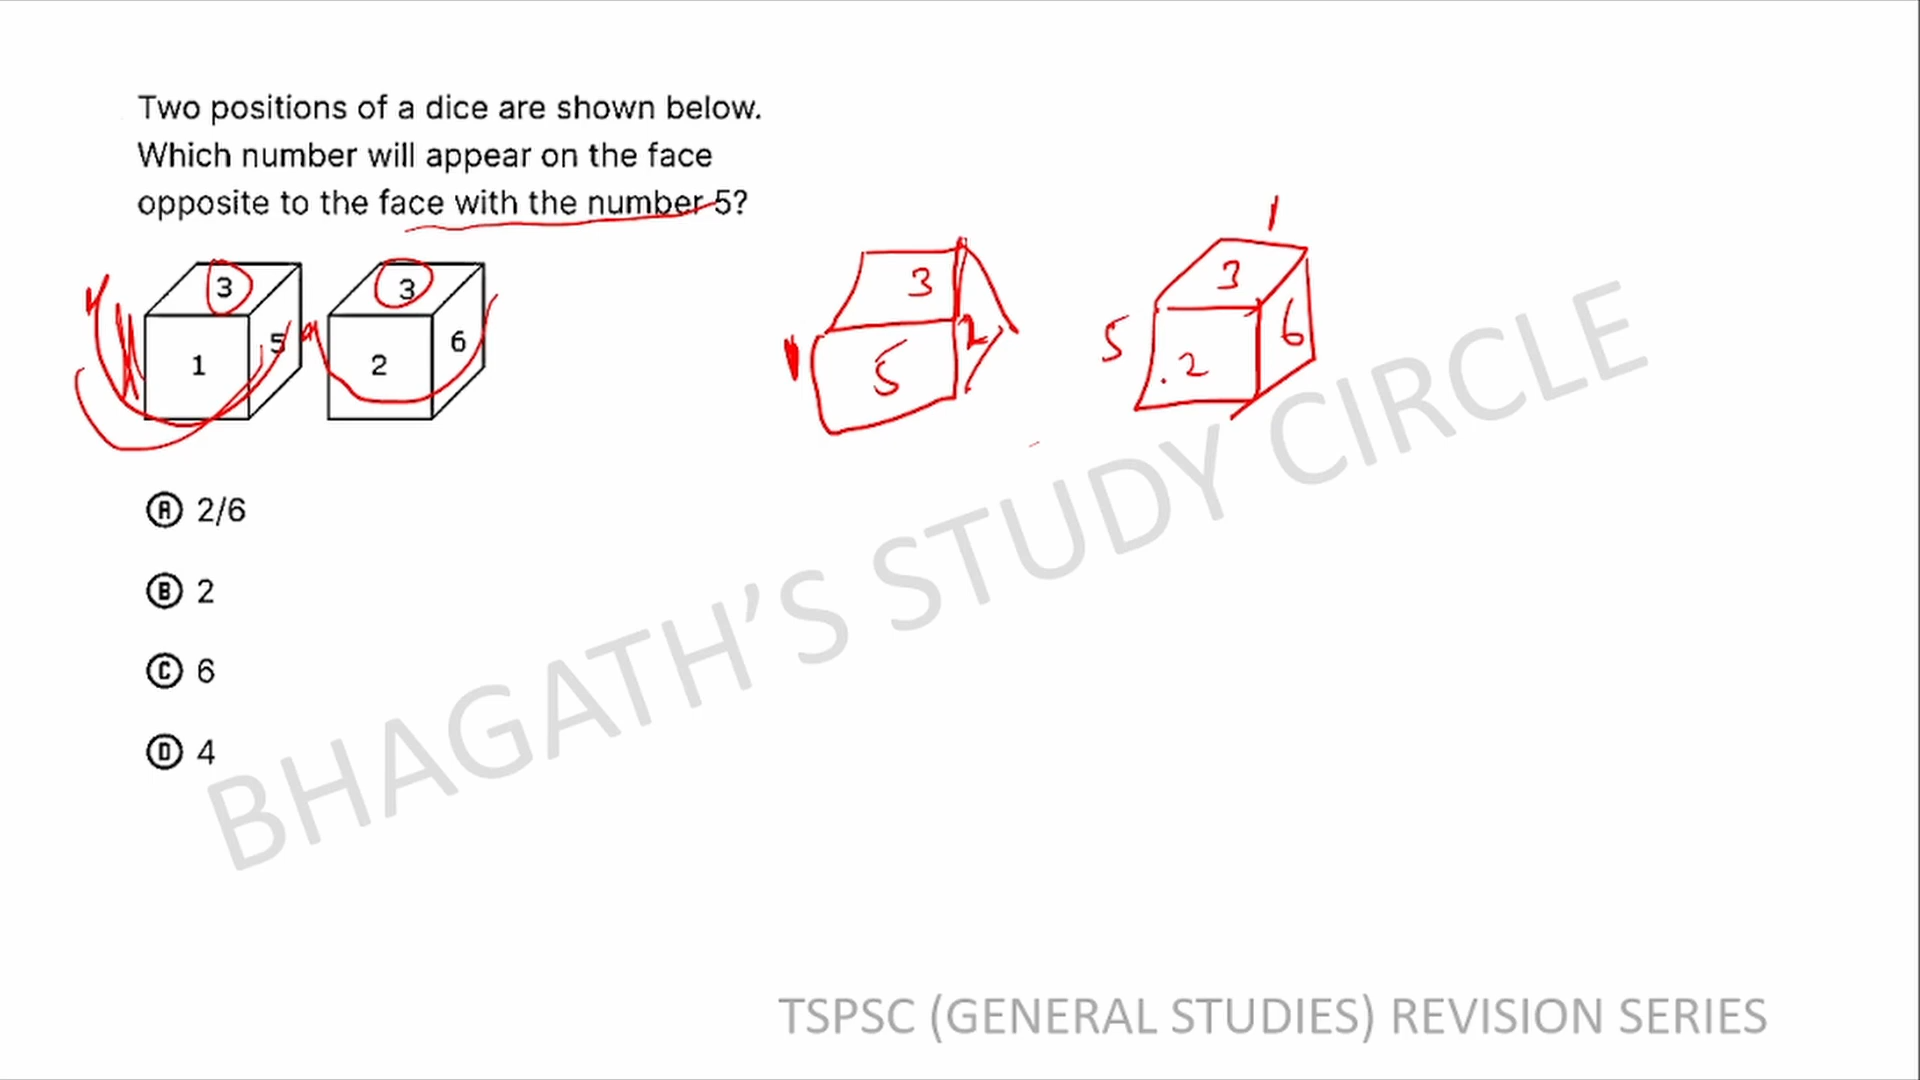 Two positions of a dice are shown below.
Which number will appear on the face
opposite to the face with the number 5?
3
1
5
3
2
6
3
5
2
1
3
5
2
6
A 2/6
B 2
C 6
D 4
BHAGATH'S STUDY CIRCLE
TSPSC (GENERAL STUDIES) REVISION SERIES